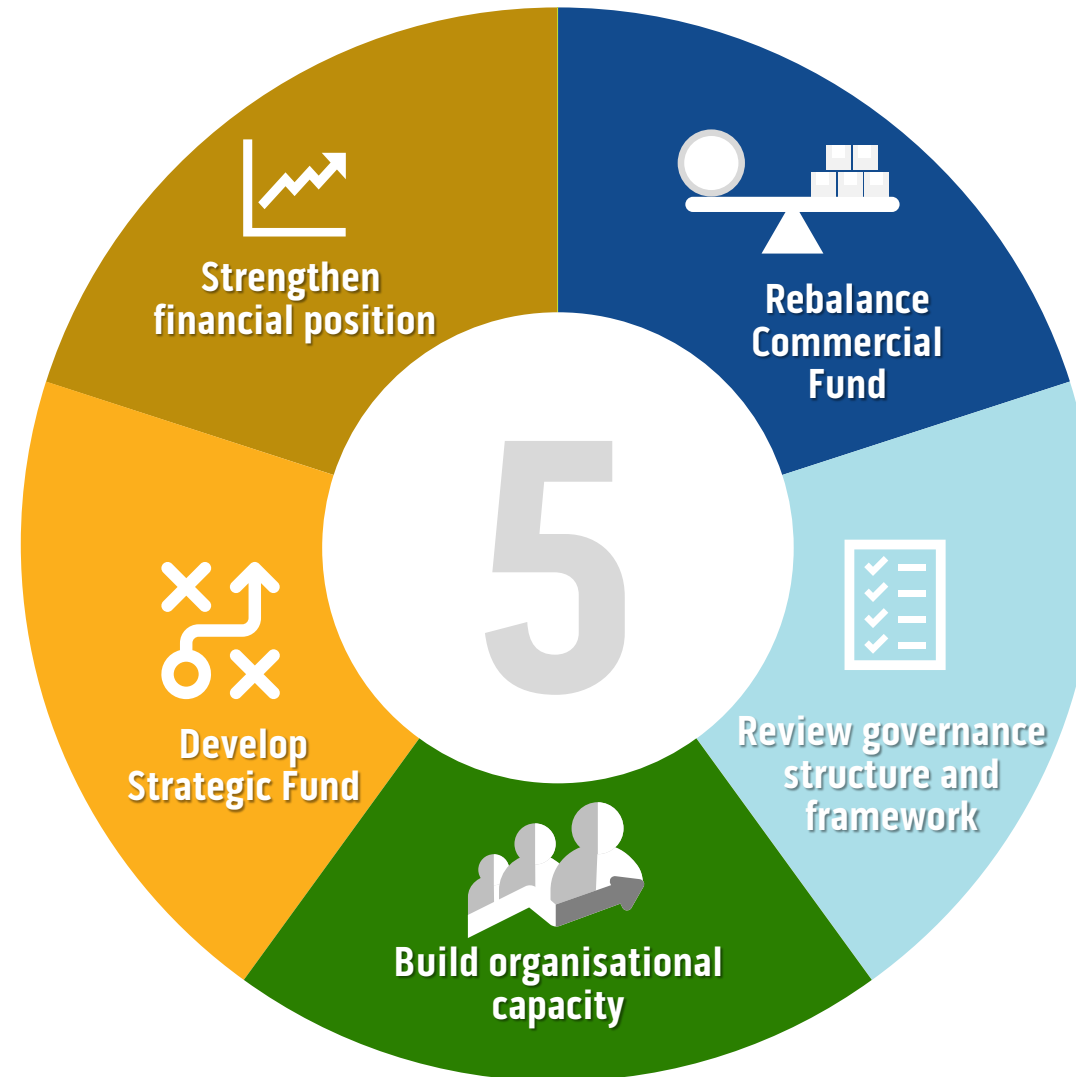 Strengthen
financial position
Rebalance
Commercial
Fund
5
Develop
Strategic Fund
Review governance
structure and
framework
Build organisational
capacity